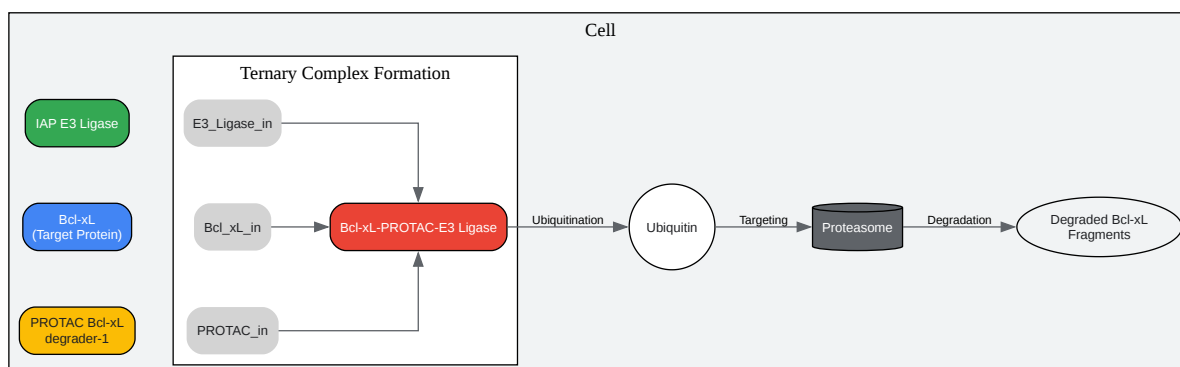 Cell
Ternary Complex Formation
IAP E3 Ligase
E3_Ligase_in
Bcl-xL
(Target Protein)
Bcl_xL_in
Bcl-xL-PROTAC-E3 Ligase
Ubiquitination
Ubiquitin
Targeting
Proteasome
Degradation
Degraded Bcl-xL
Fragments
PROTAC Bcl-xL
degrader-1
PROTAC_in